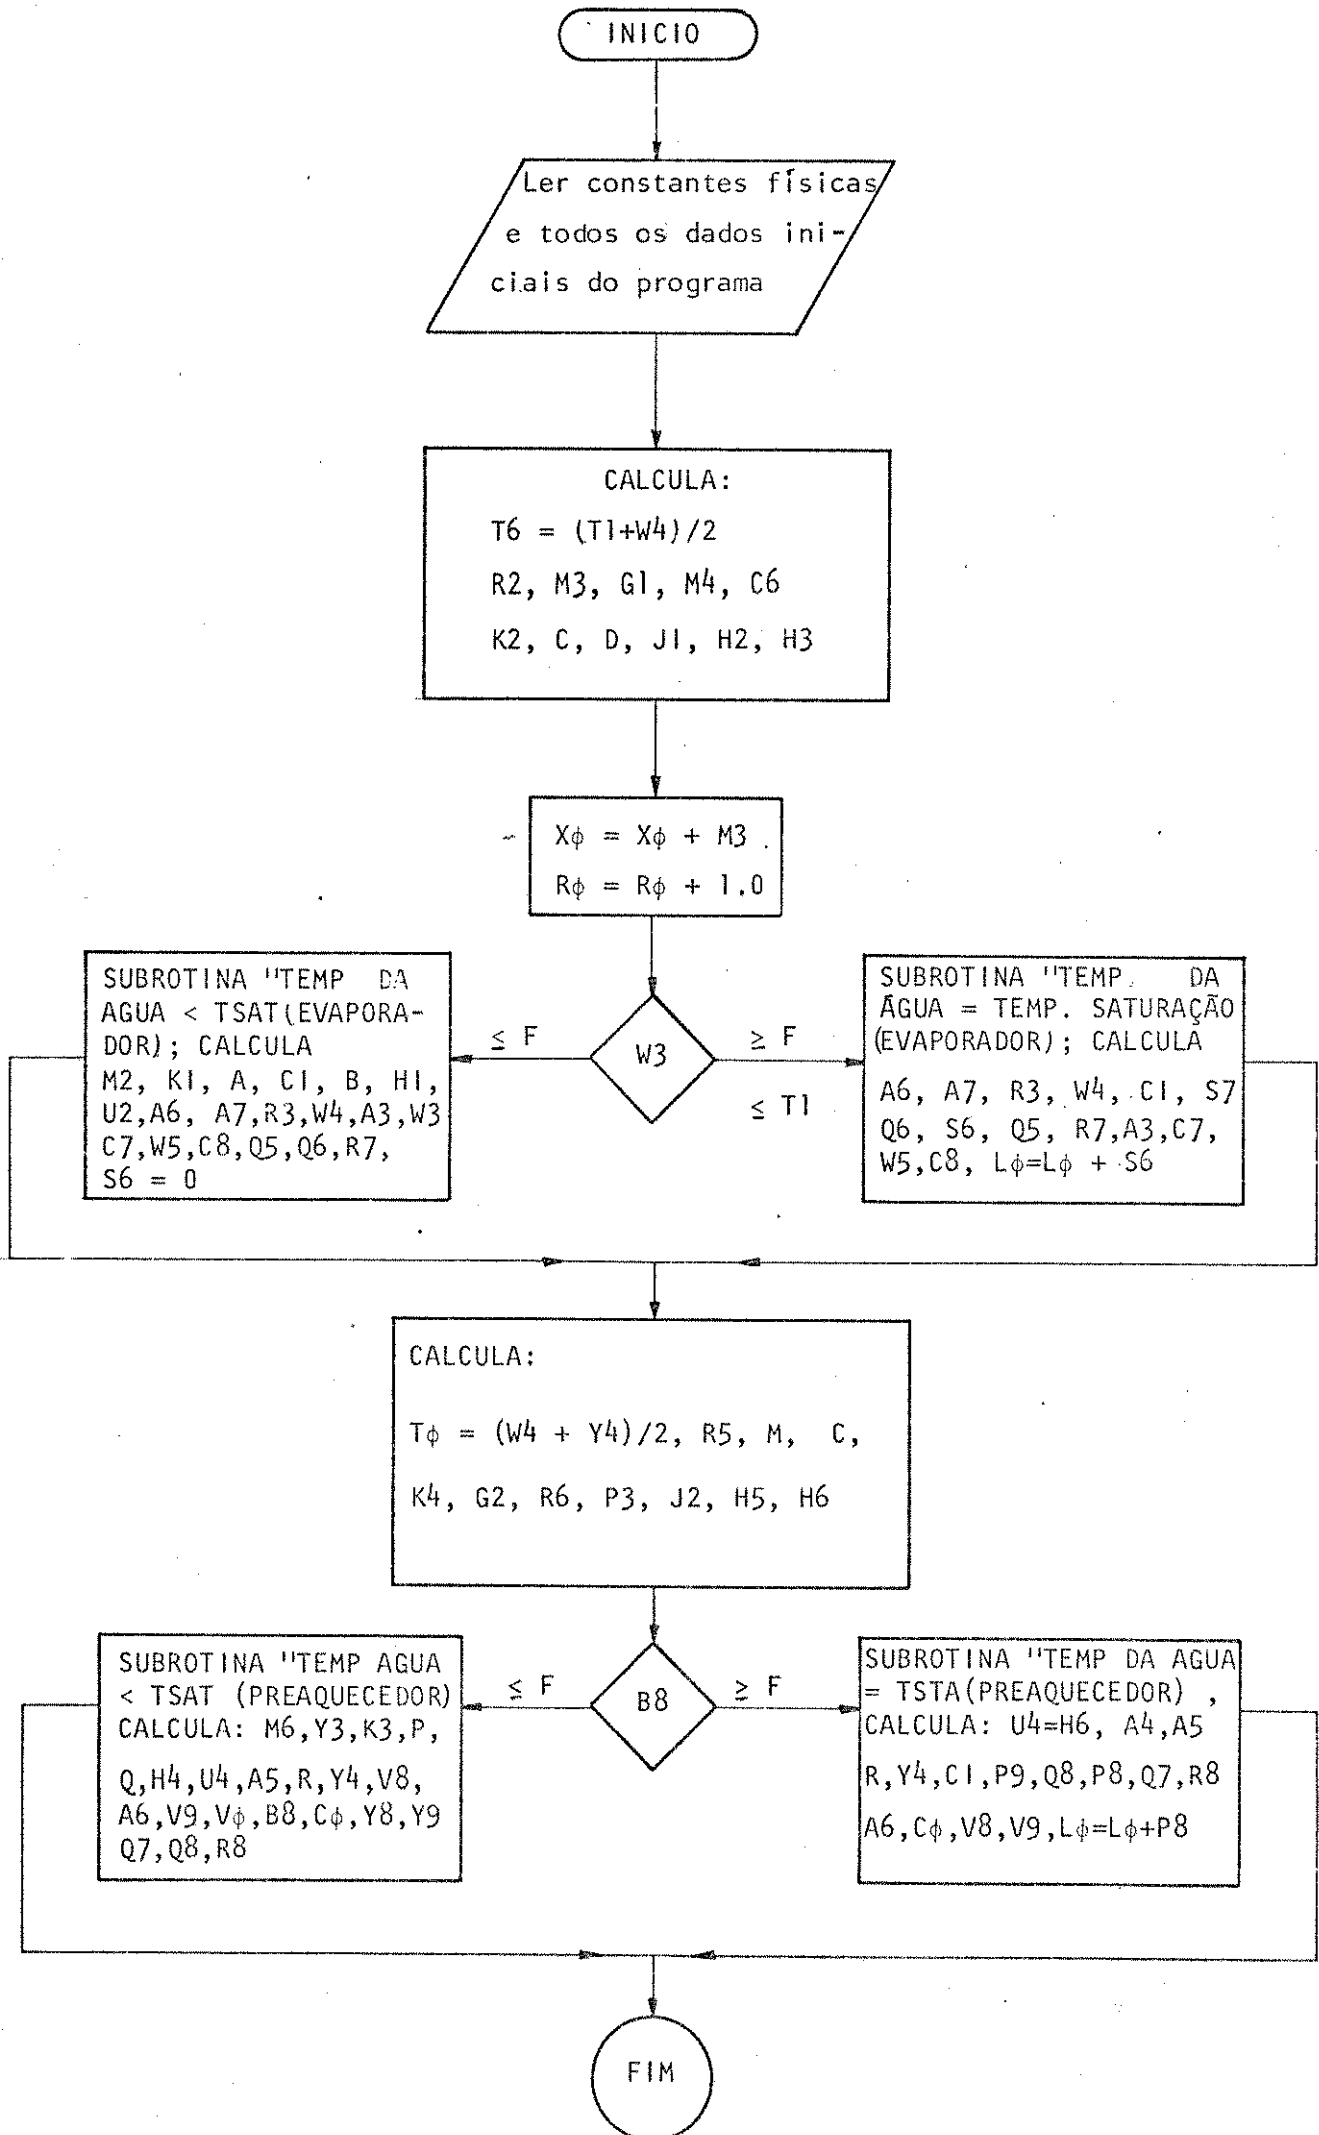 INICIO
Ler constantes físicas
e todos os dados ini-
ciais do programa
CALCULA:
T6 = (T1+W4)/2
R2, M3, G1, M4, C6
K2, C, D, J1, H2, H3
Xϕ = Xϕ + M3
Rϕ = Rϕ + 1.0
SUBROTINA "TEMP DA
AGUA < TSAT(EVAPORA-
DOR); CALCULA
M2, K1, A, C1, B, H1,
U2,A6, A7,R3,W4,A3,W3
C7,W5,C8,Q5,Q6,R7,
S6 = 0
≤ F
W3
≥ F
≤ T1
SUBROTINA "TEMP. DA
ÁGUA = TEMP. SATURAÇÃO
(EVAPORADOR); CALCULA
A6, A7, R3, W4, C1, S7
Q6, S6, Q5, R7,A3,C7,
W5,C8, Lϕ=Lϕ + S6
CALCULA:
Tϕ = (W4 + Y4)/2, R5, M, C,
K4, G2, R6, P3, J2, H5, H6
SUBROTINA "TEMP AGUA
< TSAT (PREAQUECEDOR)
CALCULA: M6,Y3,K3,P,
Q,H4,U4,A5,R,Y4,V8,
A6,V9,Vϕ,B8,Cϕ,Y8,Y9
Q7,Q8,R8
≤ F
B8
≥ F
SUBROTINA "TEMP DA AGUA
= TSTA(PREAQUECEDOR) ,
CALCULA: U4=H6, A4,A5
R,Y4,C1,P9,Q8,P8,Q7,R8
A6,Cϕ,V8,V9,Lϕ=Lϕ+P8
FIM